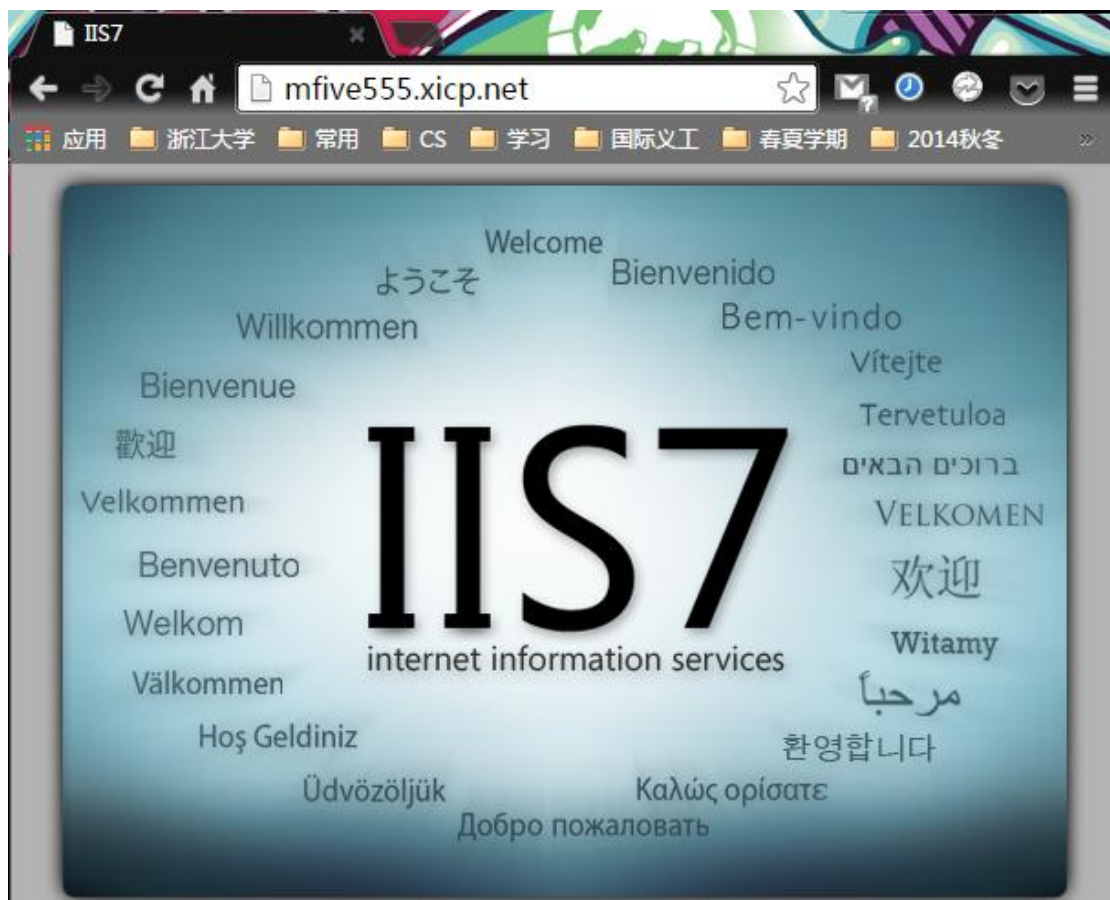 IIS7
mfive555.xicp.net
应用 浙江大学 常用 CS 学习 国际义工 春夏学期 2014秋冬 »
Welcome
ようこそ Bienvenido
Willkommen Bem-vindo
Vítejte
Bienvenue
Tervetuloa
歡迎
ברוכים הבאים
Velkommen
VELKOMEN
IIS7
Benvenuto
欢迎
Welkom
Witamy
internet information services
Välkommen
مرحباً
Hoş Geldiniz
환영합니다
Üdvözöljük
Καλώς ορίσατε
Добро пожаловать